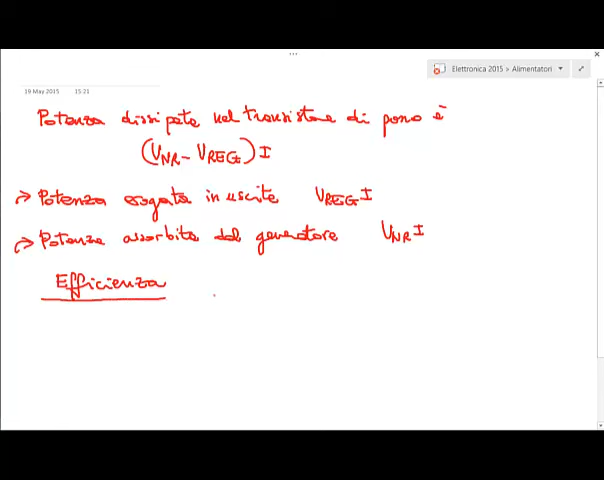 Elettronica 2015 » Alimentatori
19 May 2015 15:21
Potenza dissipata nel transistore di passo è
(VNR - VREG) I
→ Potenza erogata in uscita VREG I
→ Potenza assorbita dal generatore VNR I
Efficienza